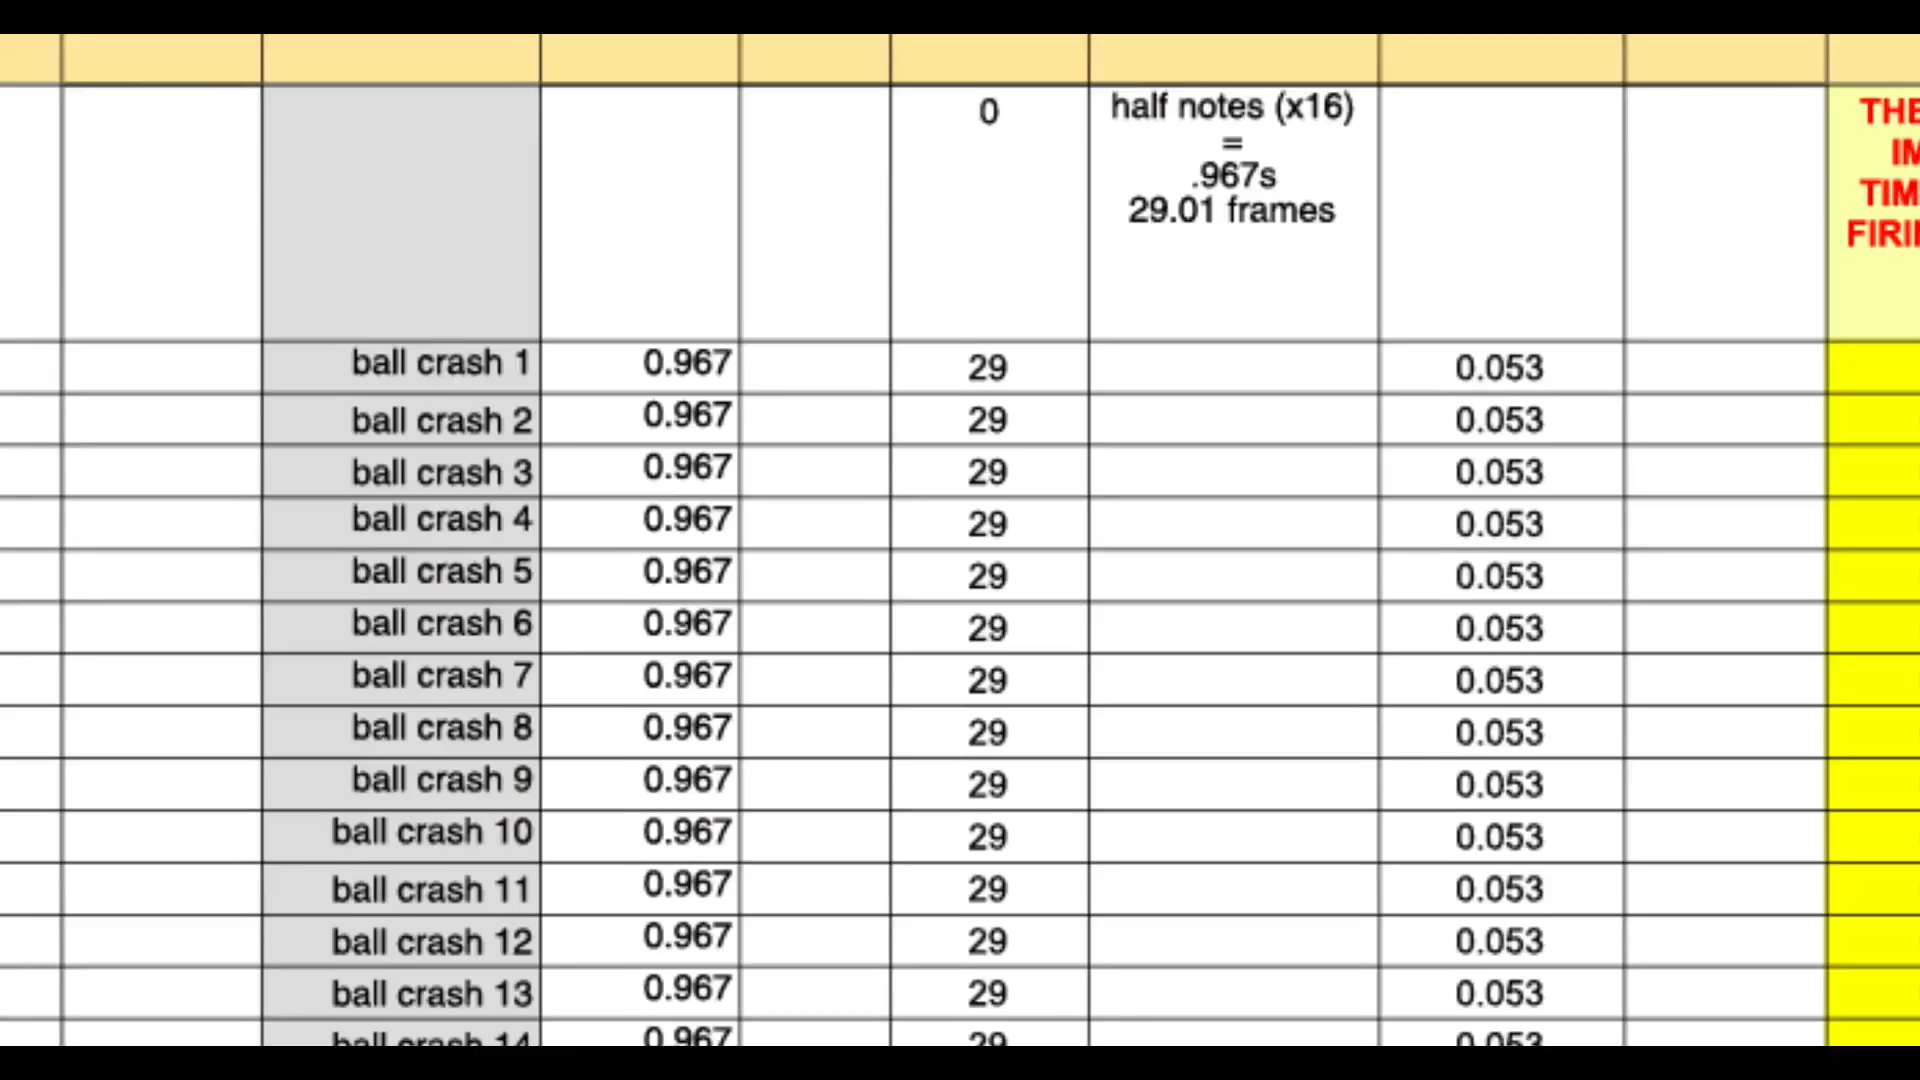 0
half notes (x16)
=
.967s
29.01 frames
ball crash 1 0.967 29 0.053
ball crash 2 0.967 29 0.053
ball crash 3 0.967 29 0.053
ball crash 4 0.967 29 0.053
ball crash 5 0.967 29 0.053
ball crash 6 0.967 29 0.053
ball crash 7 0.967 29 0.053
ball crash 8 0.967 29 0.053
ball crash 9 0.967 29 0.053
ball crash 10 0.967 29 0.053
ball crash 11 0.967 29 0.053
ball crash 12 0.967 29 0.053
ball crash 13 0.967 29 0.053
ball crash 14 0.967 29 0.053